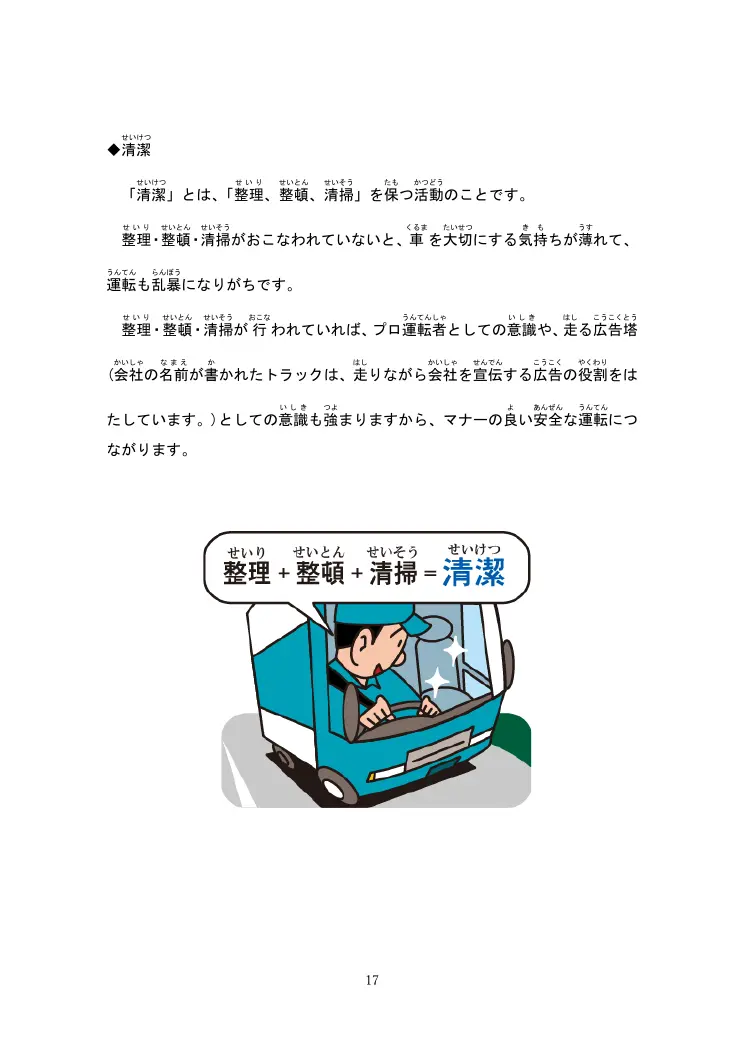 せいけつ
◆清潔
せいけつ せいり せいとん せいそう たも かつどう
「清潔」とは、「整理、整頓、清掃」を保つ活動のことです。
せいり せいとん せいそう くるま たいせつ き も うす
整理・整頓・清掃がおこなわれていないと、車を大切にする気持ちが薄れて、
うんてん らんぼう
運転も乱暴になりがちです。
せいり せいとん せいそう おこな うんてんしゃ いしき はし こうこくとう
整理・整頓・清掃が行われていれば、プロ運転者としての意識や、走る広告塔
かいしゃ なまえ か はし かいしゃ せんでん こうこく やくわり
(会社の名前が書かれたトラックは、走りながら会社を宣伝する広告の役割をは
いしき つよ よ あんぜん うんてん
たしています。)としての意識も強まりますから、マナーの良い安全な運転につ
ながります。
せいり せいとん せいそう せいけつ
整理+整頓+清掃=清潔
17